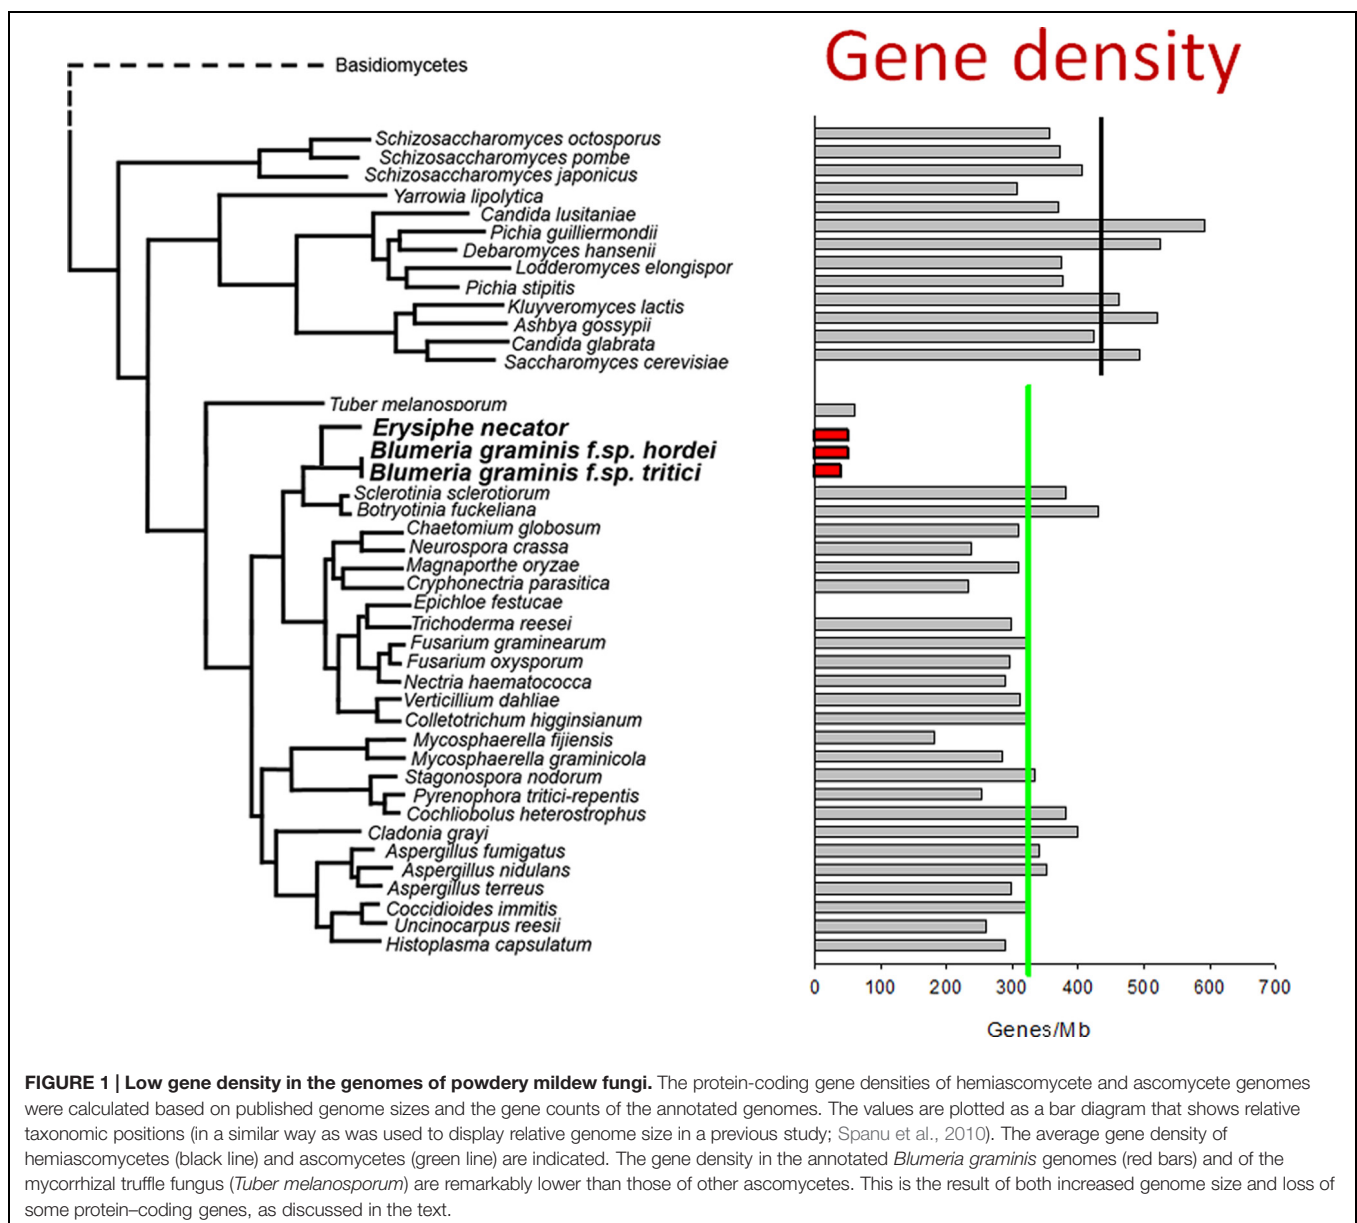 Gene density
Basidiomycetes
Schizosaccharomyces octosporus
Schizosaccharomyces pombe
Schizosaccharomyces japonicus
Yarrowia lipolytica
Candida lusitaniae
Pichia guilliermondii
Debaromyces hansenii
Lodderomyces elongispor
Pichia stipitis
Kluyveromyces lactis
Ashbya gossypii
Candida glabrata
Saccharomyces cerevisiae
Tuber melanosporum
Erysiphe necator
Blumeria graminis f.sp. hordei
Blumeria graminis f.sp. tritici
Sclerotinia sclerotiorum
Botryotinia fuckeliana
Chaetomium globosum
Neurospora crassa
Magnaporthe oryzae
Cryphonectria parasitica
Epichloe festucae
Trichoderma reesei
Fusarium graminearum
Fusarium oxysporum
Nectria haematococca
Verticillium dahliae
Colletotrichum higginsianum
Mycosphaerella fijiensis
Mycosphaerella graminicola
Stagonospora nodorum
Pyrenophora tritici-repentis
Cochliobolus heterostrophus
Cladonia grayi
Aspergillus fumigatus
Aspergillus nidulans
Aspergillus terreus
Coccidioides immitis
Uncinocarpus reesii
Histoplasma capsulatum
0 100 200 300 400 500 600 700
Genes/Mb
FIGURE 1 | Low gene density in the genomes of powdery mildew fungi. The protein-coding gene densities of hemiascomycete and ascomycete genomes
were calculated based on published genome sizes and the gene counts of the annotated genomes. The values are plotted as a bar diagram that shows relative
taxonomic positions (in a similar way as was used to display relative genome size in a previous study; Spanu et al., 2010). The average gene density of
hemiascomycetes (black line) and ascomycetes (green line) are indicated. The gene density in the annotated Blumeria graminis genomes (red bars) and of the
mycorrhizal truffle fungus (Tuber melanosporum) are remarkably lower than those of other ascomycetes. This is the result of both increased genome size and loss of
some protein–coding genes, as discussed in the text.